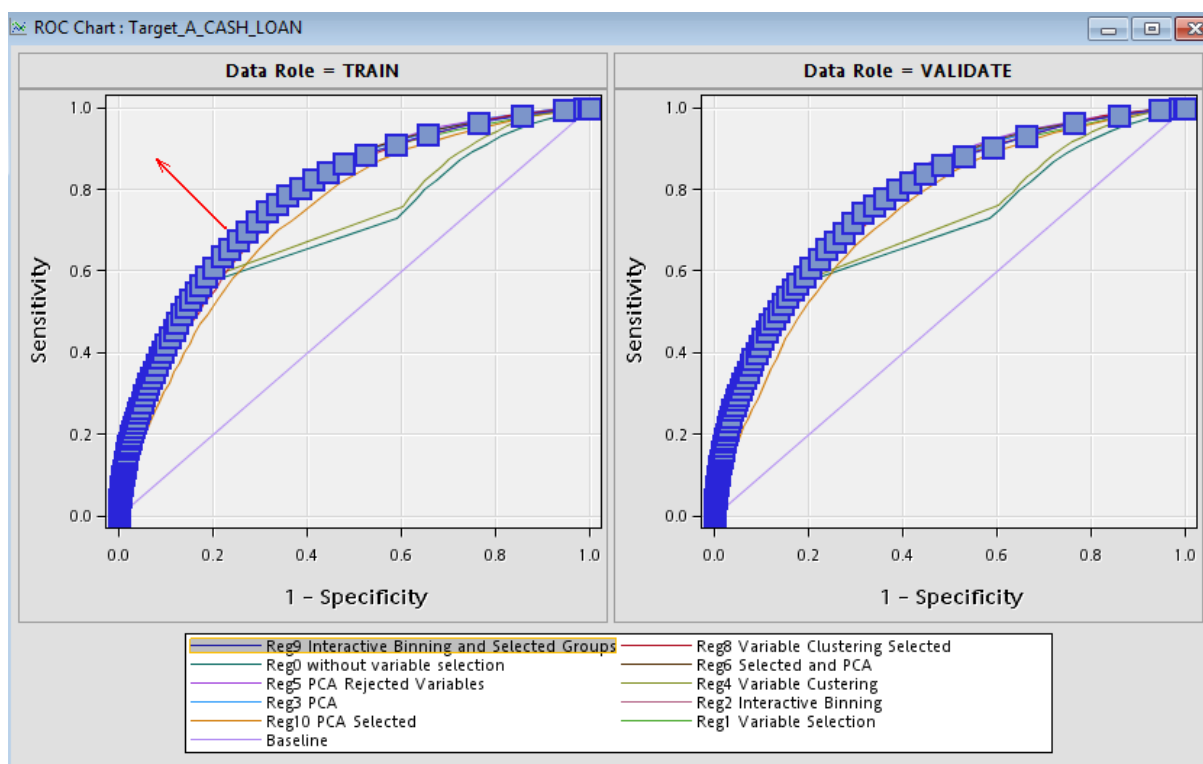 ROC Chart : Target_A_CASH_LOAN
Data Role = TRAIN
Data Role = VALIDATE
1.0
0.8
0.6
0.4
0.2
0.0
Sensitivity
0.0 0.2 0.4 0.6 0.8 1.0
1 - Specificity
1.0
0.8
0.6
0.4
0.2
0.0
Sensitivity
0.0 0.2 0.4 0.6 0.8 1.0
1 - Specificity
Reg9 Interactive Binning and Selected Groups
Reg8 Variable Clustering Selected
Reg0 without variable selection
Reg6 Selected and PCA
Reg5 PCA Rejected Variables
Reg4 Variable Custering
Reg3 PCA
Reg2 Interactive Binning
Reg10 PCA Selected
Reg1 Variable Selection
Baseline